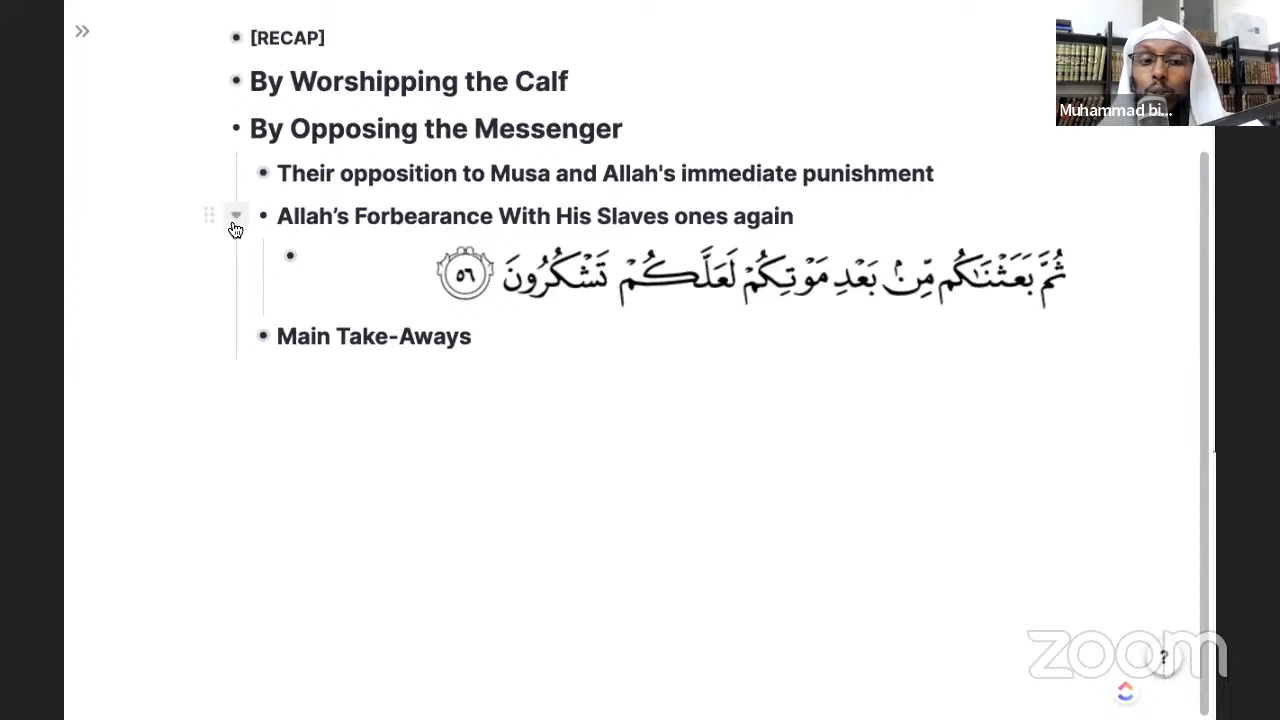 [RECAP]
By Worshipping the Calf
Muhammad bi...
By Opposing the Messenger
Their opposition to Musa and Allah's immediate punishment
Allah’s Forbearance With His Slaves ones again
ثُمَّ بَعَثْنَٰكُم مِّنۢ بَعْدِ مَوْتِكُمْ لَعَلَّكُمْ تَشْكُرُونَ ٥٦
Main Take-Aways
zoom
?